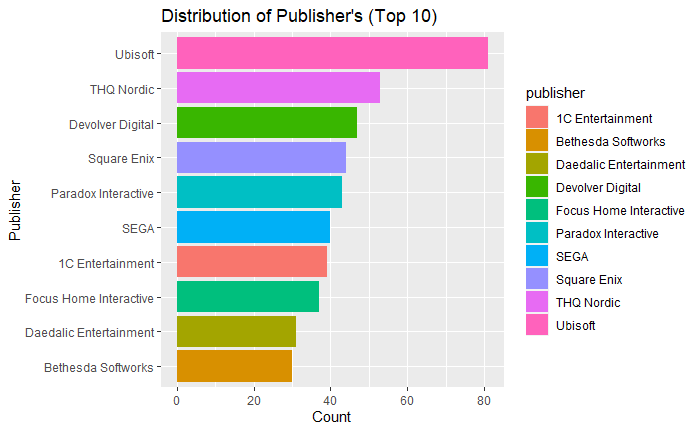 Distribution of Publisher's (Top 10)
Publisher
Ubisoft
THQ Nordic
Devolver Digital
Square Enix
Paradox Interactive
SEGA
1C Entertainment
Focus Home Interactive
Daedalic Entertainment
Bethesda Softworks
0 20 40 60 80
Count
publisher
1C Entertainment
Bethesda Softworks
Daedalic Entertainment
Devolver Digital
Focus Home Interactive
Paradox Interactive
SEGA
Square Enix
THQ Nordic
Ubisoft